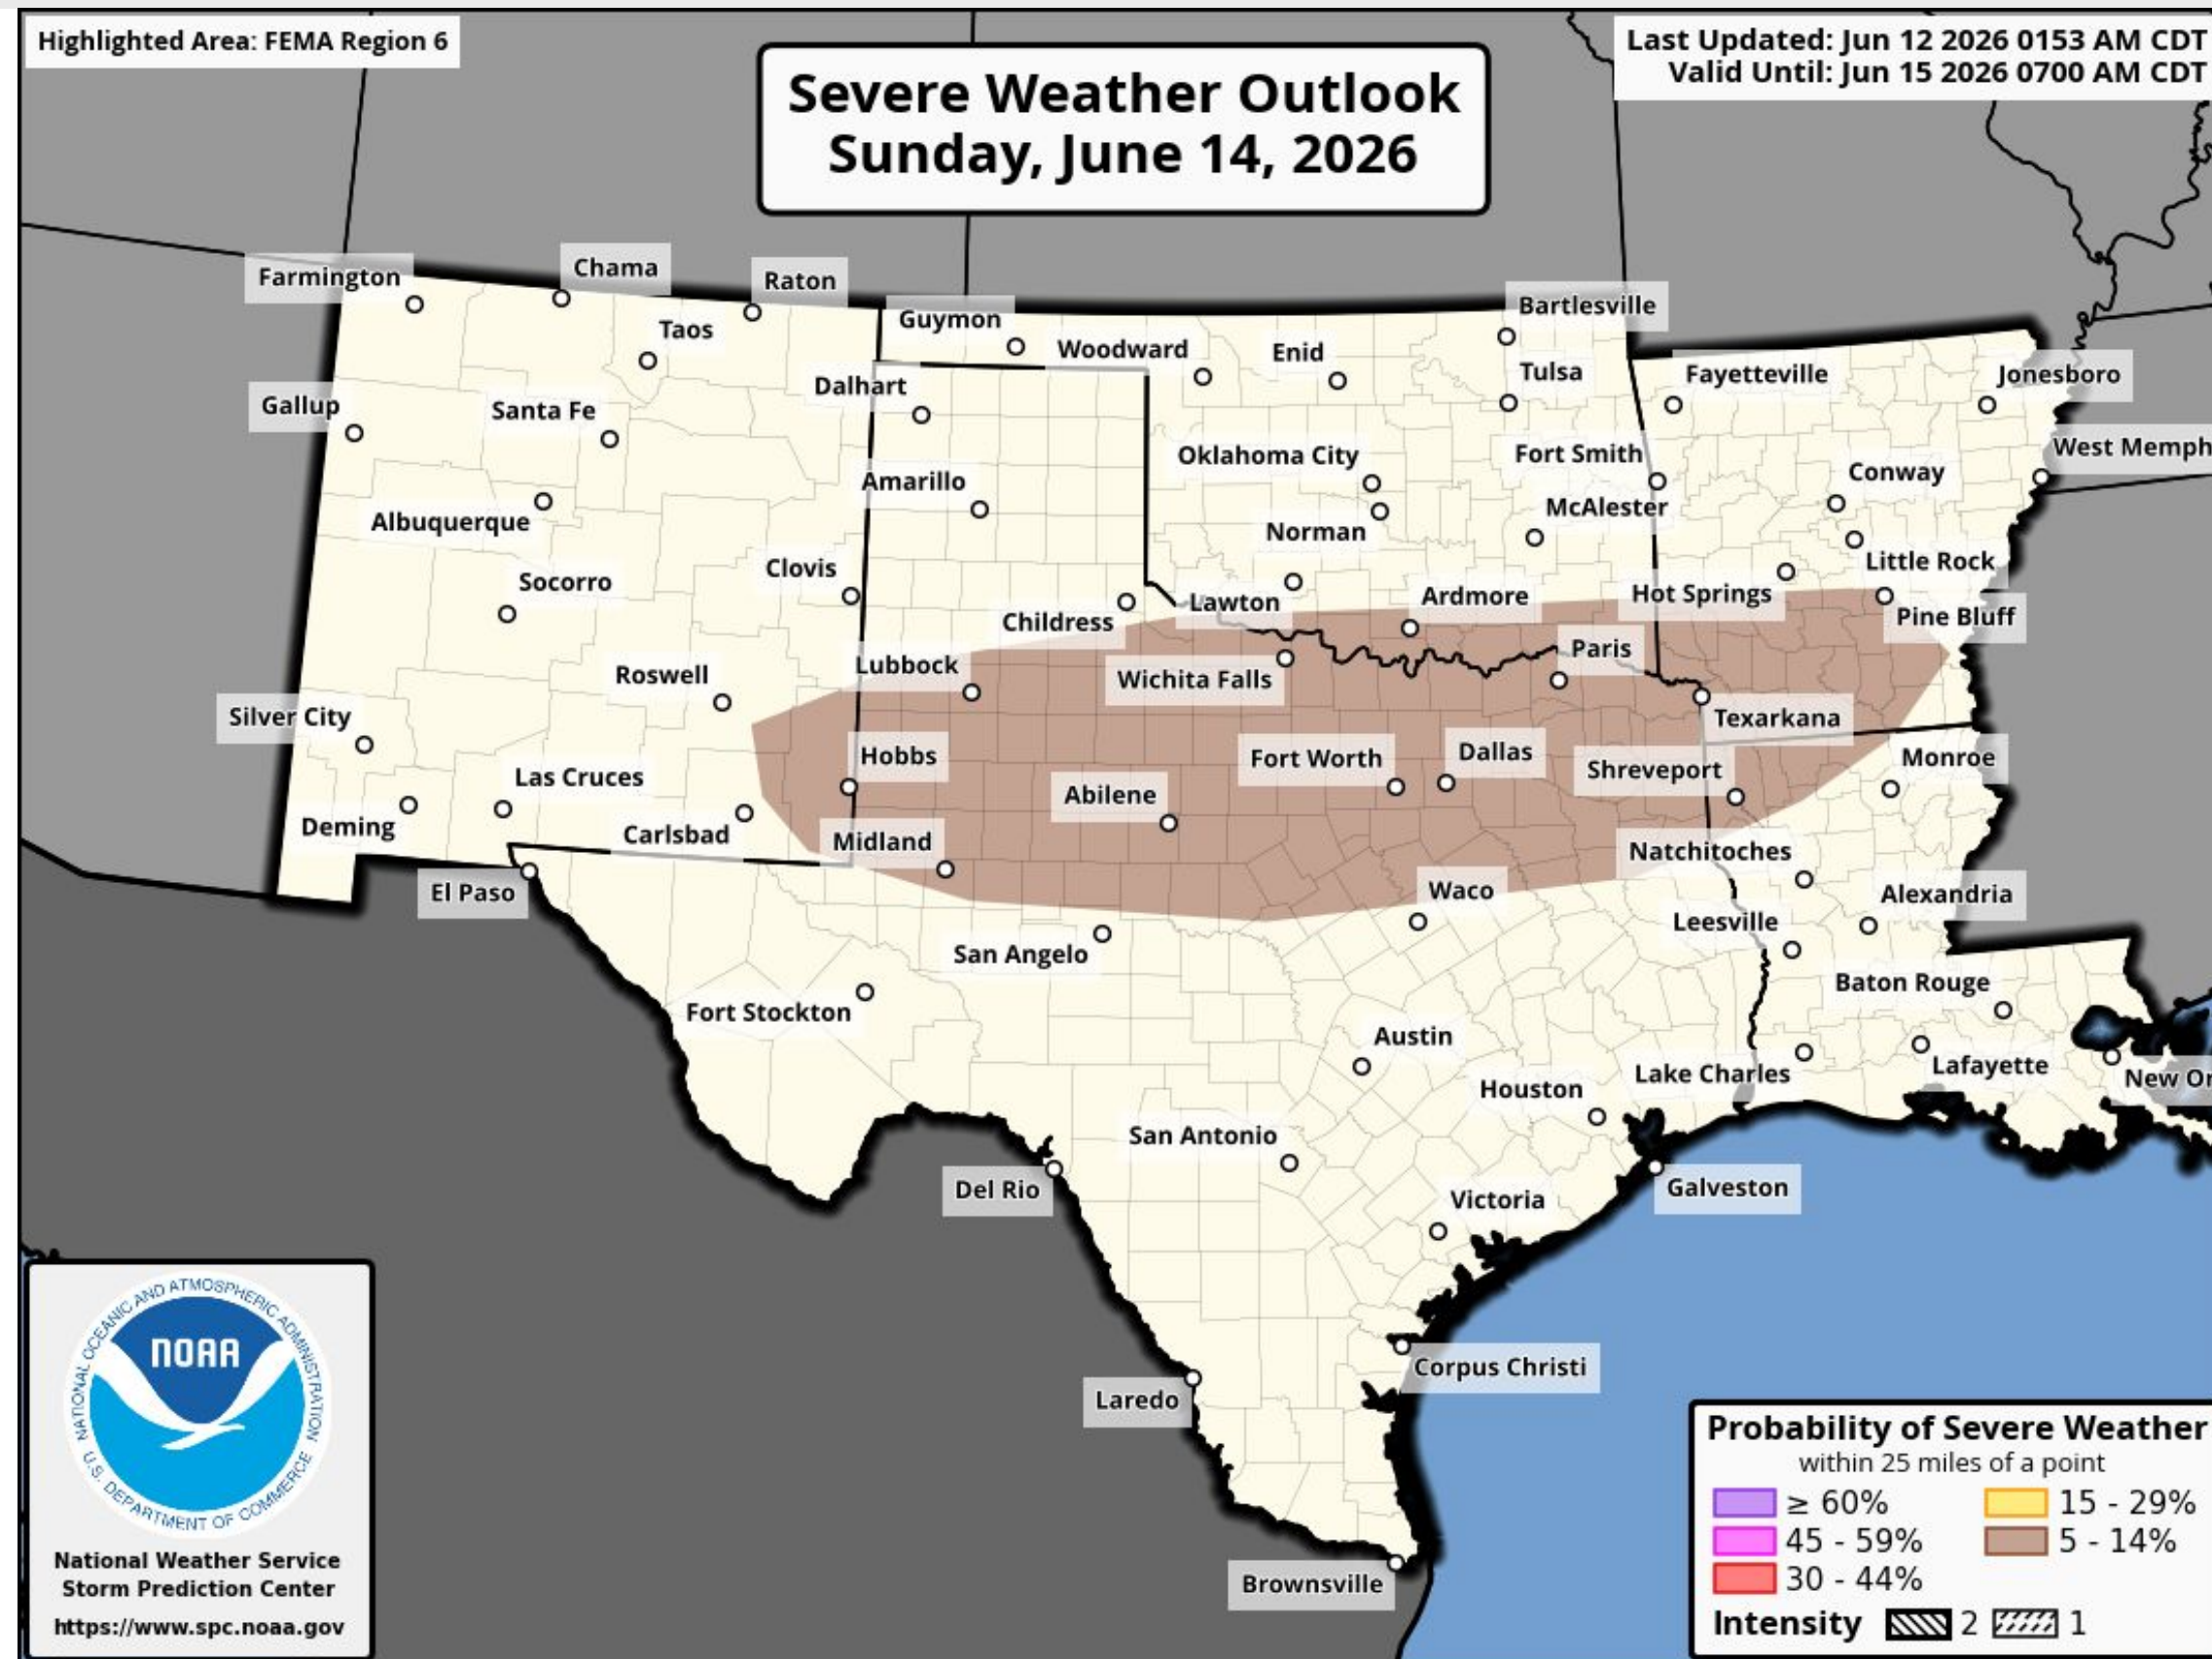 Highlighted Area: FEMA Region 6
Severe Weather Outlook
Sunday, June 14, 2026
Last Updated: Jun 12 2026 0153 AM CDT
Valid Until: Jun 15 2026 0700 AM CDT
Farmington
Chama
Raton
Guymon
Bartlesville
Taos
Woodward
Enid
Tulsa
Fayetteville
Jonesboro
Dalhart
Gallup
Santa Fe
Oklahoma City
Fort Smith
West Memph
Conway
Amarillo
Albuquerque
McAlester
Norman
Clovis
Little Rock
Socorro
Lawton
Ardmore
Hot Springs
Childress
Pine Bluff
Paris
Lubbock
Roswell
Wichita Falls
Silver City
Texarkana
Hobbs
Dallas
Fort Worth
Monroe
Shreveport
Las Cruces
Abilene
Deming
Carlsbad
Midland
Natchitoches
El Paso
Waco
Alexandria
Leesville
San Angelo
Baton Rouge
Fort Stockton
Austin
Lafayette
Lake Charles
New Or
Houston
San Antonio
Del Rio
Galveston
Victoria
Corpus Christi
Laredo
Brownsville
NATIONAL OCEANIC AND ATMOSPHERIC ADMINISTRATION
NOAA
U.S. DEPARTMENT OF COMMERCE
National Weather Service
Storm Prediction Center
https://www.spc.noaa.gov
Probability of Severe Weather
within 25 miles of a point
≥ 60% 15 - 29%
45 - 59% 5 - 14%
30 - 44%
Intensity 2 1